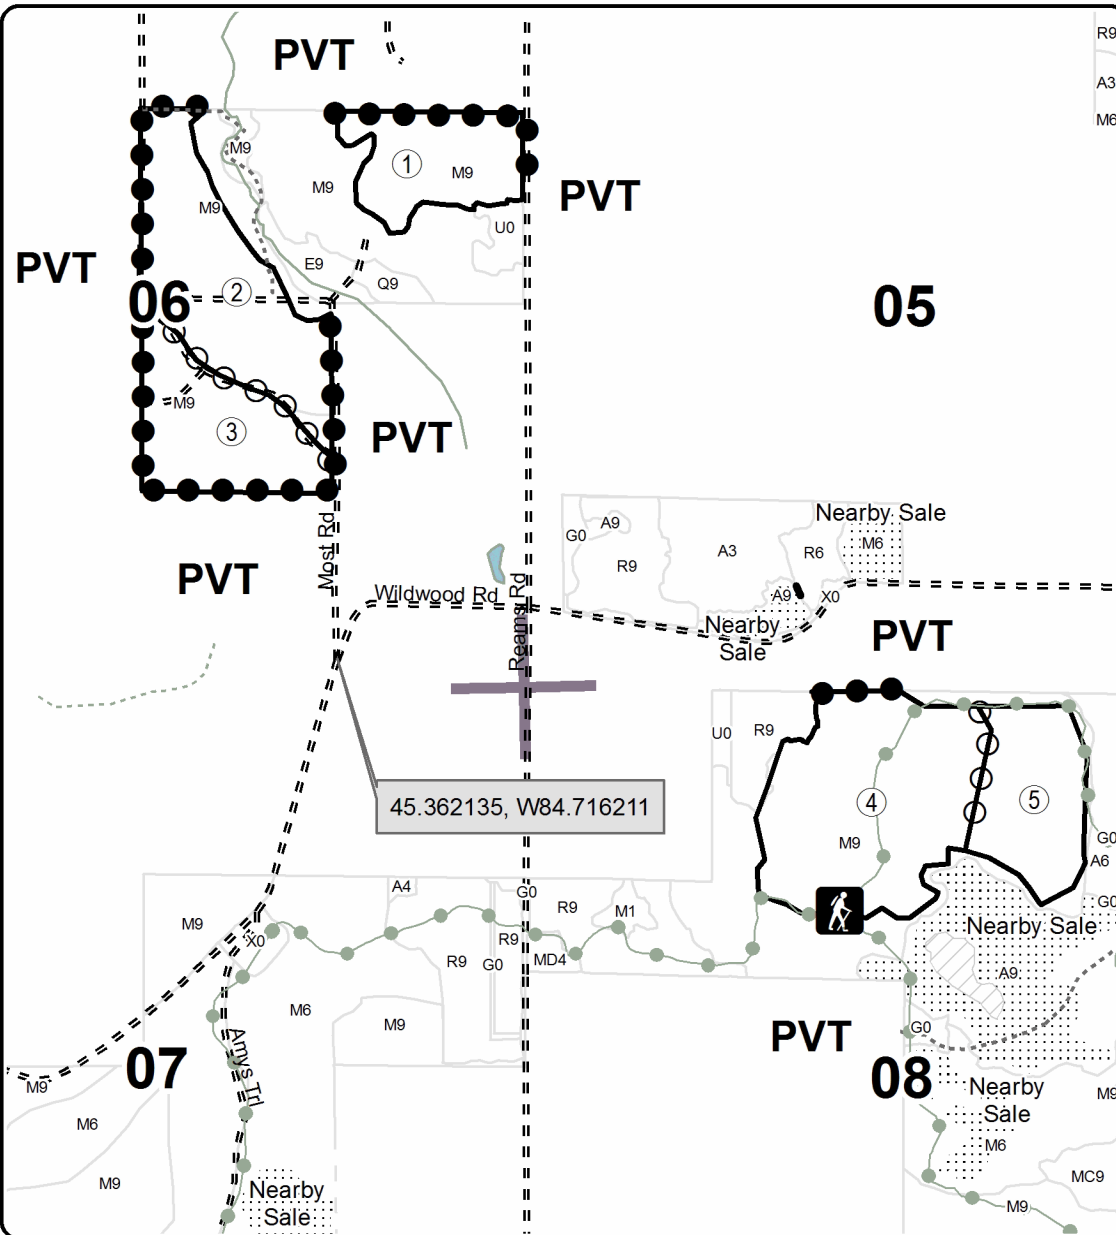 PVT
R9
A3
M6
M9
1
M9
M9
PVT
M9
U0
PVT
E9
Q9
2
06
05
M9
3
PVT
Nearby Sale
A9
G0
M6
A3
R6
R9
Most Rd
PVT
Wildwood Rd
Reams Rd
A9
X0
Nearby
Sale
PVT
U0
R9
45.362135, W84.716211
4
5
M9
G0
A6
A4
G0
G0
M9
R9
M1
Nearby Sale
X0
R9
R9
G0
MD4
A9
M6
M9
G0
PVT
Amys Trl
07
08
M9
Nearby
Sale
M9
M6
M6
M9
MC9
Nearby
Sale
M9